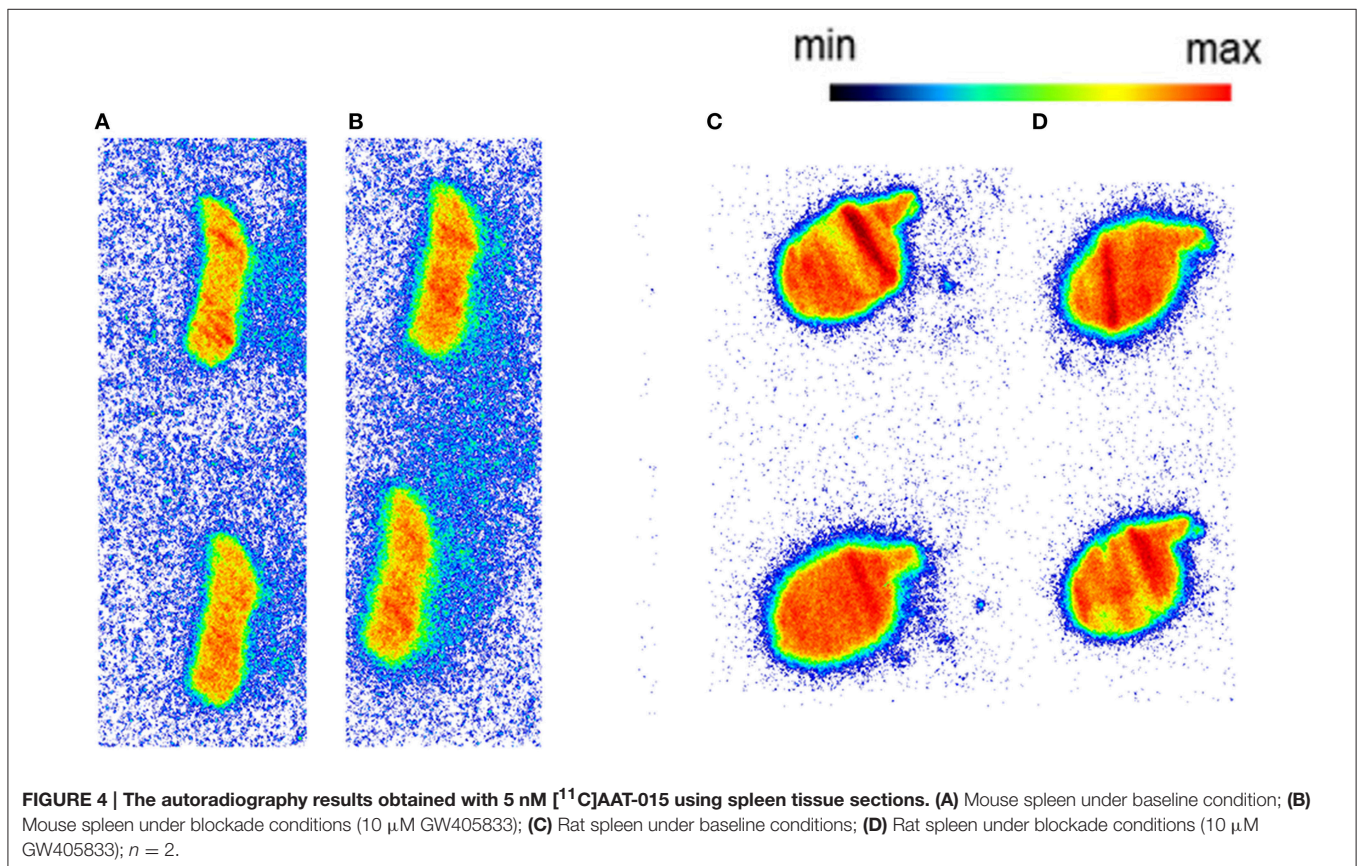 min max
A B C D
FIGURE 4 | The autoradiography results obtained with 5 nM [¹¹C]AAT-015 using spleen tissue sections. (A) Mouse spleen under baseline condition; (B)
Mouse spleen under blockade conditions (10 μM GW405833); (C) Rat spleen under baseline conditions; (D) Rat spleen under blockade conditions (10 μM
GW405833); n = 2.